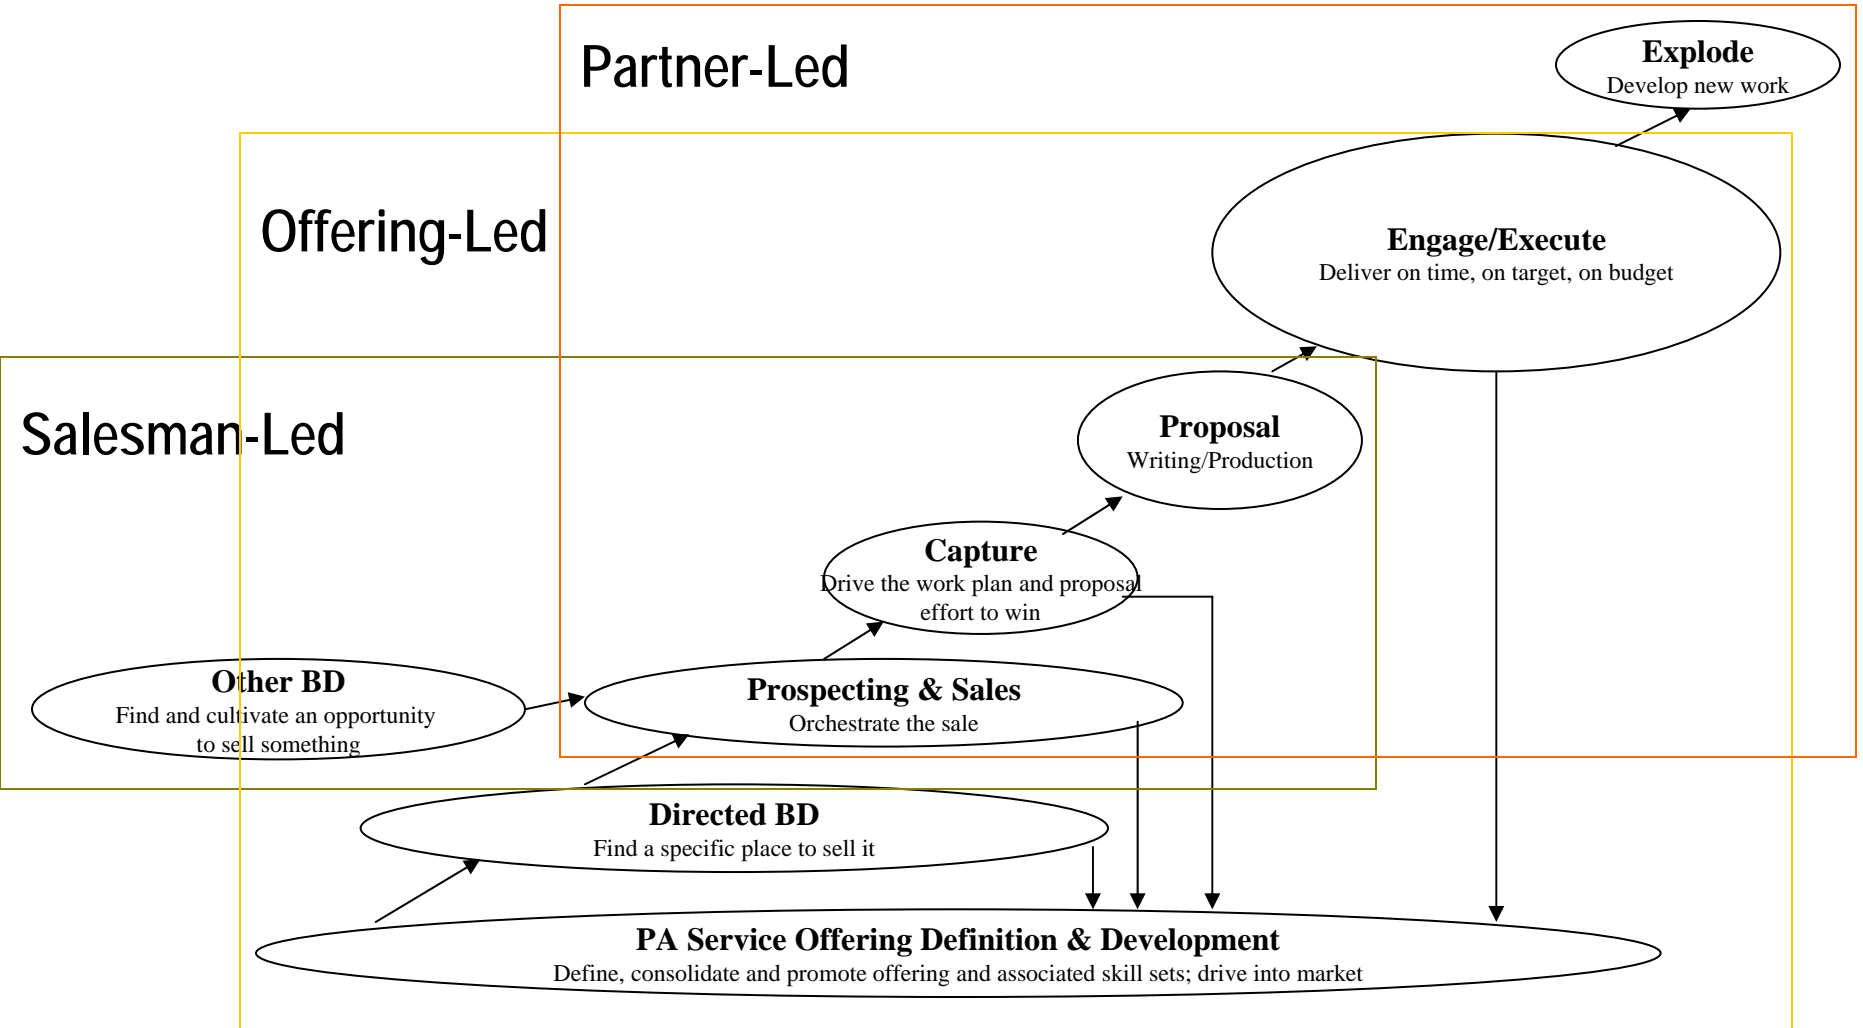 Partner-Led
Explode
Develop new work
Offering-Led
Engage/Execute
Deliver on time, on target, on budget
Salesman-Led
Proposal
Writing/Production
Capture
Drive the work plan and proposal
effort to win
Other BD
Find and cultivate an opportunity
to sell something
Prospecting & Sales
Orchestrate the sale
Directed BD
Find a specific place to sell it
PA Service Offering Definition & Development
Define, consolidate and promote offering and associated skill sets; drive into market